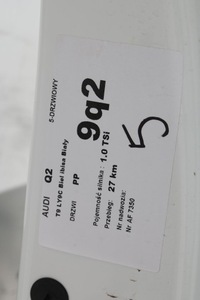 5-DRZWIOWY
AUDI Q2
T9 LY9C Biel Ibisa Biały
DRZWI PP
9q2
Pojemność silnika: 1.0 TSI
Przebieg: 27 km
Nr nadwozia:
Nr AF 7350
5